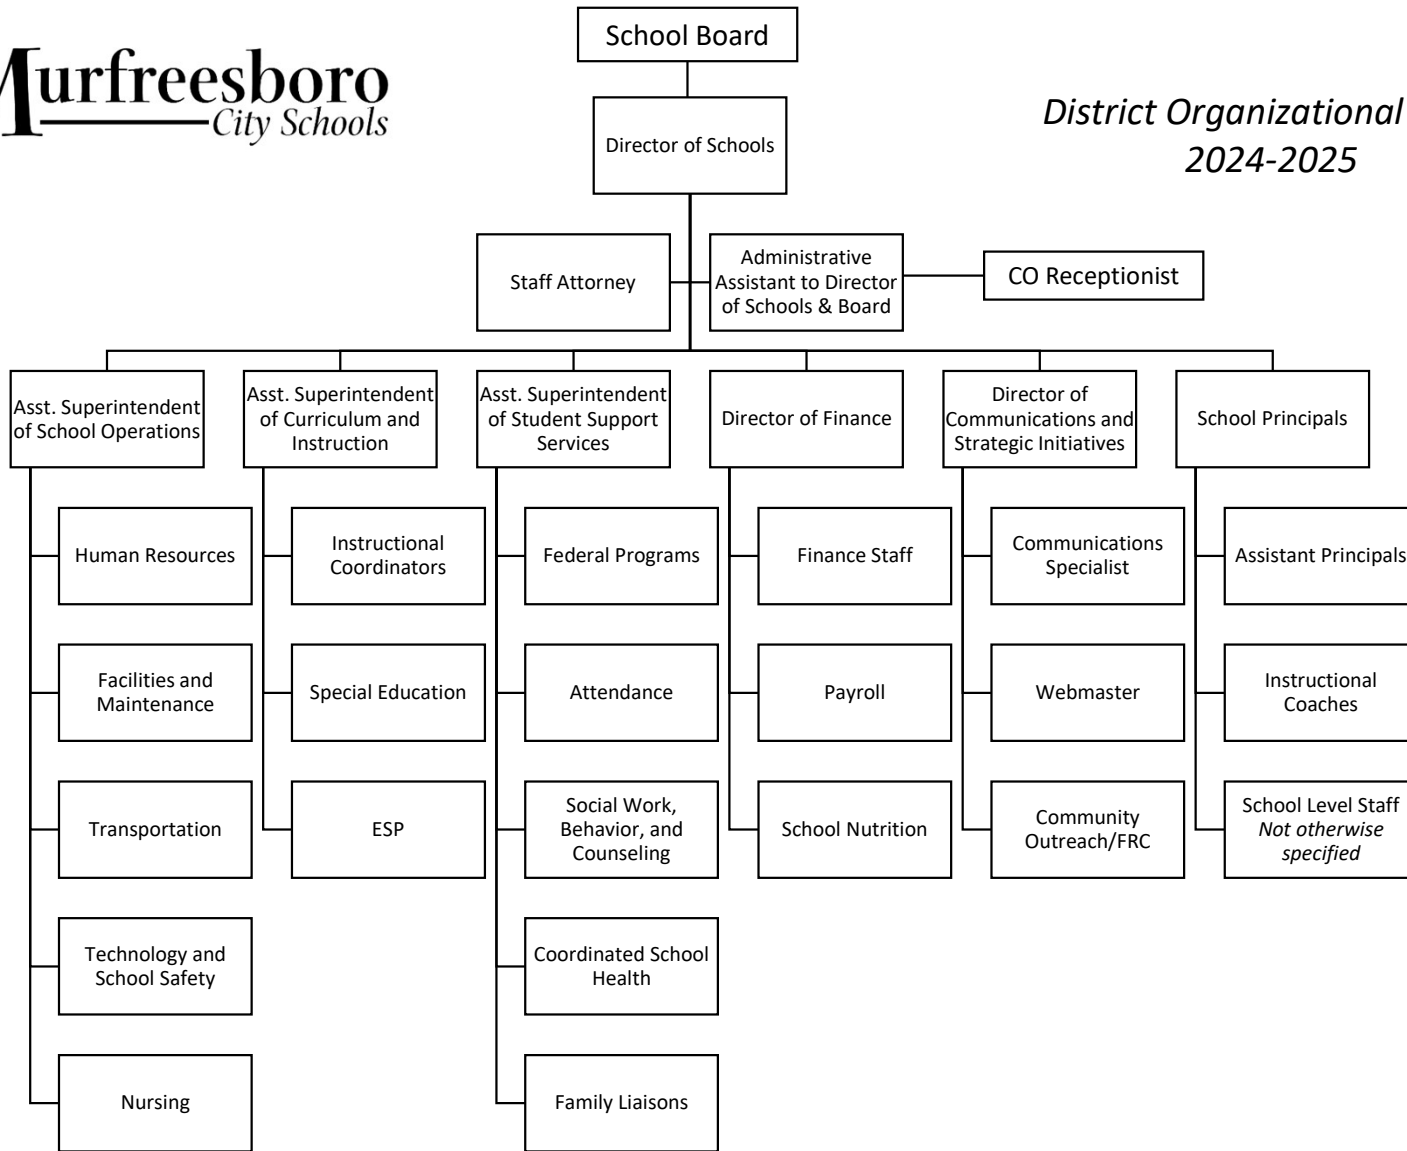 School Board
Murfreesboro
City Schools
District Organizational
2024-2025
Director of Schools
Staff Attorney
Administrative
Assistant to Director
of Schools & Board
CO Receptionist
Asst. Superintendent
of School Operations
Asst. Superintendent
of Curriculum and
Instruction
Asst. Superintendent
of Student Support
Services
Director of Finance
Director of
Communications and
Strategic Initiatives
School Principals
Human Resources
Instructional
Coordinators
Federal Programs
Finance Staff
Communications
Specialist
Assistant Principals
Facilities and
Maintenance
Special Education
Attendance
Payroll
Webmaster
Instructional
Coaches
Transportation
ESP
Social Work,
Behavior, and
Counseling
School Nutrition
Community
Outreach/FRC
School Level Staff
Not otherwise
specified
Technology and
School Safety
Coordinated School
Health
Nursing
Family Liaisons